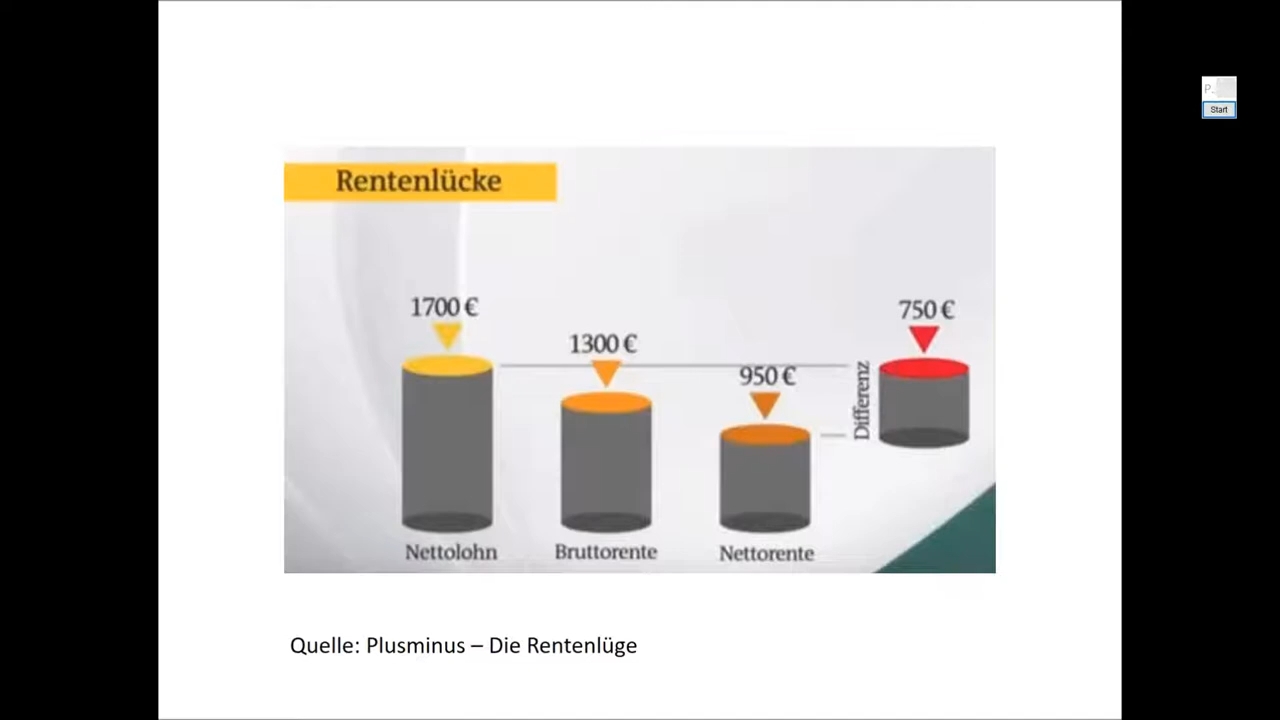 Rentenlücke
1700 €
1300 €
950 €
750 €
Differenz
Nettolohn
Bruttorente
Nettorente
Quelle: Plusminus – Die Rentenlüge
P..
Start